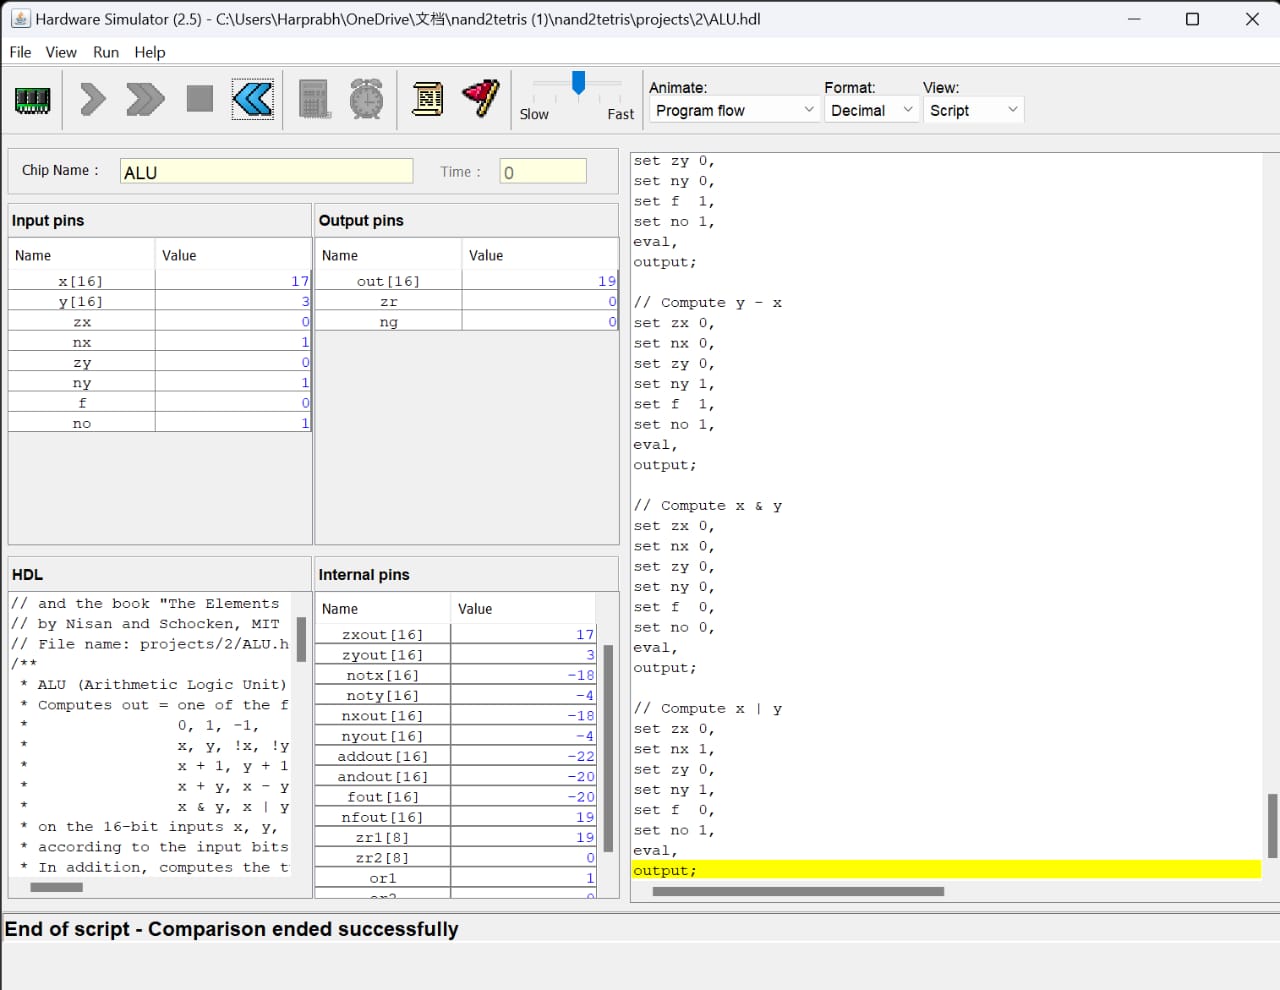 Hardware Simulator (2.5) - C:\Users\Harprabh\OneDrive\文档\nand2tetris (1)\nand2tetris\projects\2\ALU.hdl
File View Run Help
Slow Fast
Animate: Format: View:
Program flow Decimal Script
Chip Name : ALU Time : 0
Input pins
Name Value
x[16] 17
y[16] 3
zx 0
nx 1
zy 0
ny 1
f 0
no 1
Output pins
Name Value
out[16] 19
zr 0
ng 0
HDL
// and the book "The Elements
// by Nisan and Schocken, MIT
// File name: projects/2/ALU.h
/**
* ALU (Arithmetic Logic Unit)
* Computes out = one of the f
* 0, 1, -1,
* x, y, !x, !y
* x + 1, y + 1
* x + y, x - y
* x & y, x | y
* on the 16-bit inputs x, y,
* according to the input bits
* In addition, computes the t
Internal pins
Name Value
zxout[16] 17
zyout[16] 3
notx[16] -18
noty[16] -4
nxout[16] -18
nyout[16] -4
addout[16] -22
andout[16] -20
fout[16] -20
nfout[16] 19
zr1[8] 19
zr2[8] 0
or1 1
set zy 0,
set ny 0,
set f 1,
set no 1,
eval,
output;
// Compute y - x
set zx 0,
set nx 0,
set zy 0,
set ny 1,
set f 1,
set no 1,
eval,
output;
// Compute x & y
set zx 0,
set nx 0,
set zy 0,
set ny 0,
set f 0,
set no 0,
eval,
output;
// Compute x | y
set zx 0,
set nx 1,
set zy 0,
set ny 1,
set f 0,
set no 1,
eval,
output;
End of script - Comparison ended successfully